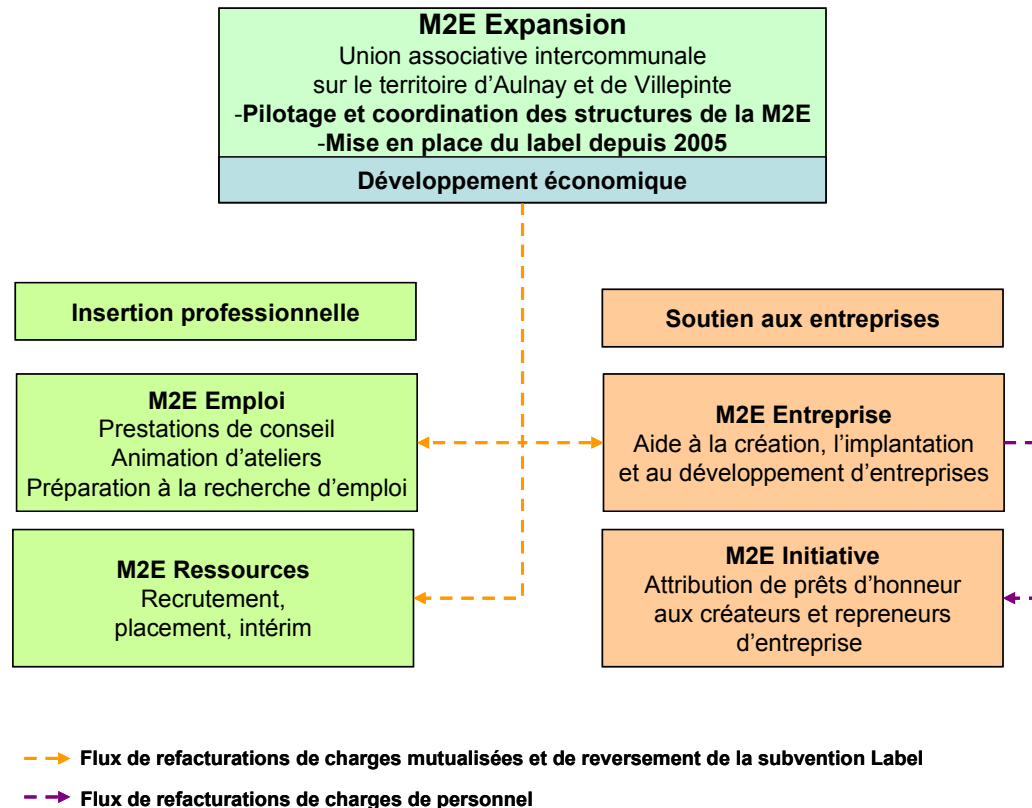 M2E Expansion
Union associative intercommunale
sur le territoire d'Aulnay et de Villepinte
-Pilotage et coordination des structures de la M2E
-Mise en place du label depuis 2005
Développement économique
Insertion professionnelle
Soutien aux entreprises
M2E Emploi
Prestations de conseil
Animation d'ateliers
Préparation à la recherche d'emploi
M2E Entreprise
Aide à la création, l'implantation
et au développement d'entreprises
M2E Ressources
Recrutement,
placement, intérim
M2E Initiative
Attribution de prêts d'honneur
aux créateurs et repreneurs
d'entreprise
Flux de refacturations de charges mutualisées et de reversement de la subvention Label
Flux de refacturations de charges de personnel